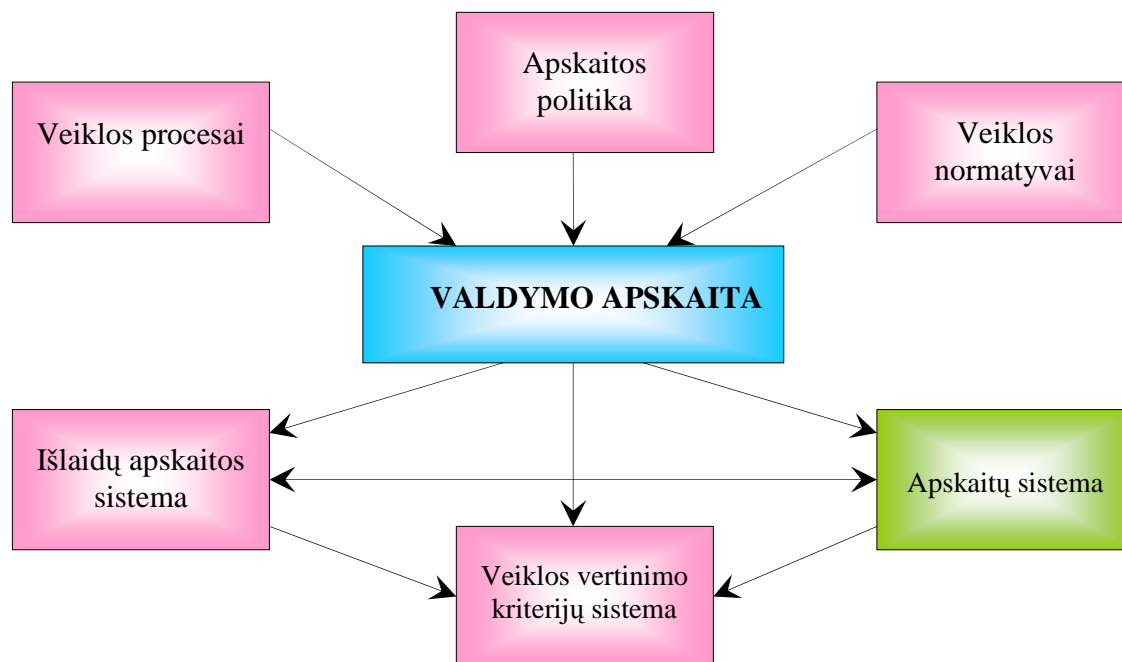 Apskaitos
politika
Veiklos procesai
Veiklos
normatyvai
VALDYMO APSKAITA
Išlaidų apskaitos
sistema
Apskaitų sistema
Veiklos vertinimo
kriterijų sistema